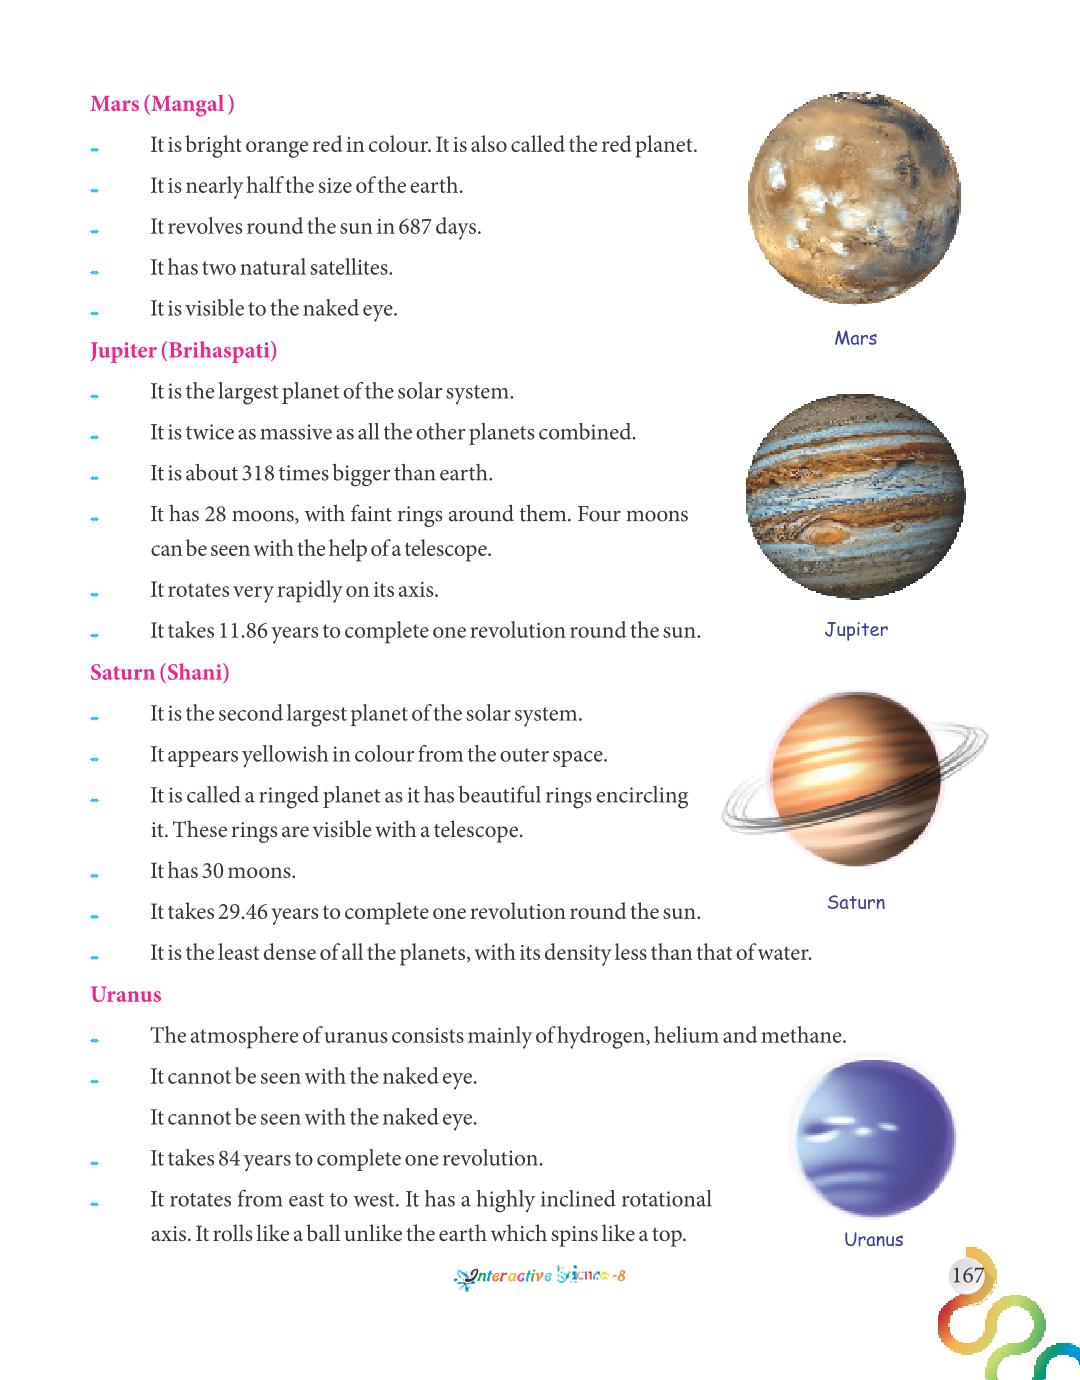 Mars (Mangal )
It is bright orange red in colour. It is also called the red planet.
It is nearly half the size of the earth.
It revolves round the sun in 687 days.
It has two natural satellites.
It is visible to the naked eye.
Mars
Jupiter (Brihaspati)
It is the largest planet of the solar system.
It is twice as massive as all the other planets combined.
It is about 318 times bigger than earth.
It has 28 moons, with faint rings around them. Four moons
can be seen with the help of a telescope.
It rotates very rapidly on its axis.
It takes 11.86 years to complete one revolution round the sun.
Jupiter
Saturn (Shani)
It is the second largest planet of the solar system.
It appears yellowish in colour from the outer space.
It is called a ringed planet as it has beautiful rings encircling
it. These rings are visible with a telescope.
It has 30 moons.
It takes 29.46 years to complete one revolution round the sun.
Saturn
It is the least dense of all the planets, with its density less than that of water.
Uranus
The atmosphere of uranus consists mainly of hydrogen, helium and methane.
It cannot be seen with the naked eye.
It cannot be seen with the naked eye.
It takes 84 years to complete one revolution.
It rotates from east to west. It has a highly inclined rotational
axis. It rolls like a ball unlike the earth which spins like a top.
Uranus
Interactive Science -8
167